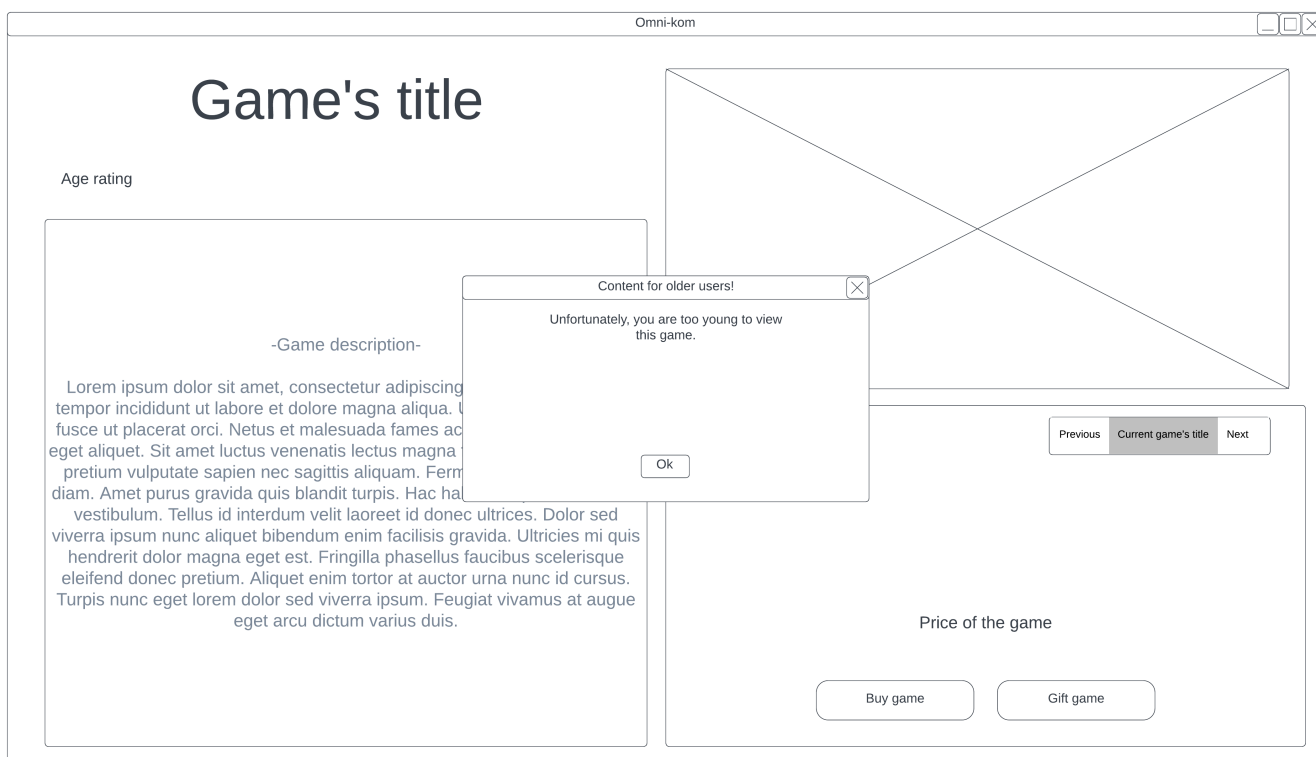 Omni-kom
Game's title
Age rating
-Game description-
Lorem ipsum dolor sit amet, consectetur adipiscing
tempor incididunt ut labore et dolore magna aliqua.
fusce ut placerat orci. Netus et malesuada fames ac
eget aliquet. Sit amet luctus venenatis lectus magna
pretium vulputate sapien nec sagittis aliquam.
diam. Amet purus gravida quis blandit turpis. Hac
vestibulum. Tellus id interdum velit laoreet id donec ultrices. Dolor sed
viverra ipsum nunc aliquet bibendum enim facilisis gravida. Ultricies mi quis
hendrerit dolor magna eget est. Fringilla phasellus faucibus scelerisque
eleifend donec pretium. Aliquet enim tortor at auctor urna nunc id cursus.
Turpis nunc eget lorem dolor sed viverra ipsum. Feugiat vivamus at augue
eget arcu dictum varius duis.
Content for older users!
Unfortunately, you are too young to view
this game.
Ok
Previous Current game's title Next
Price of the game
Buy game Gift game